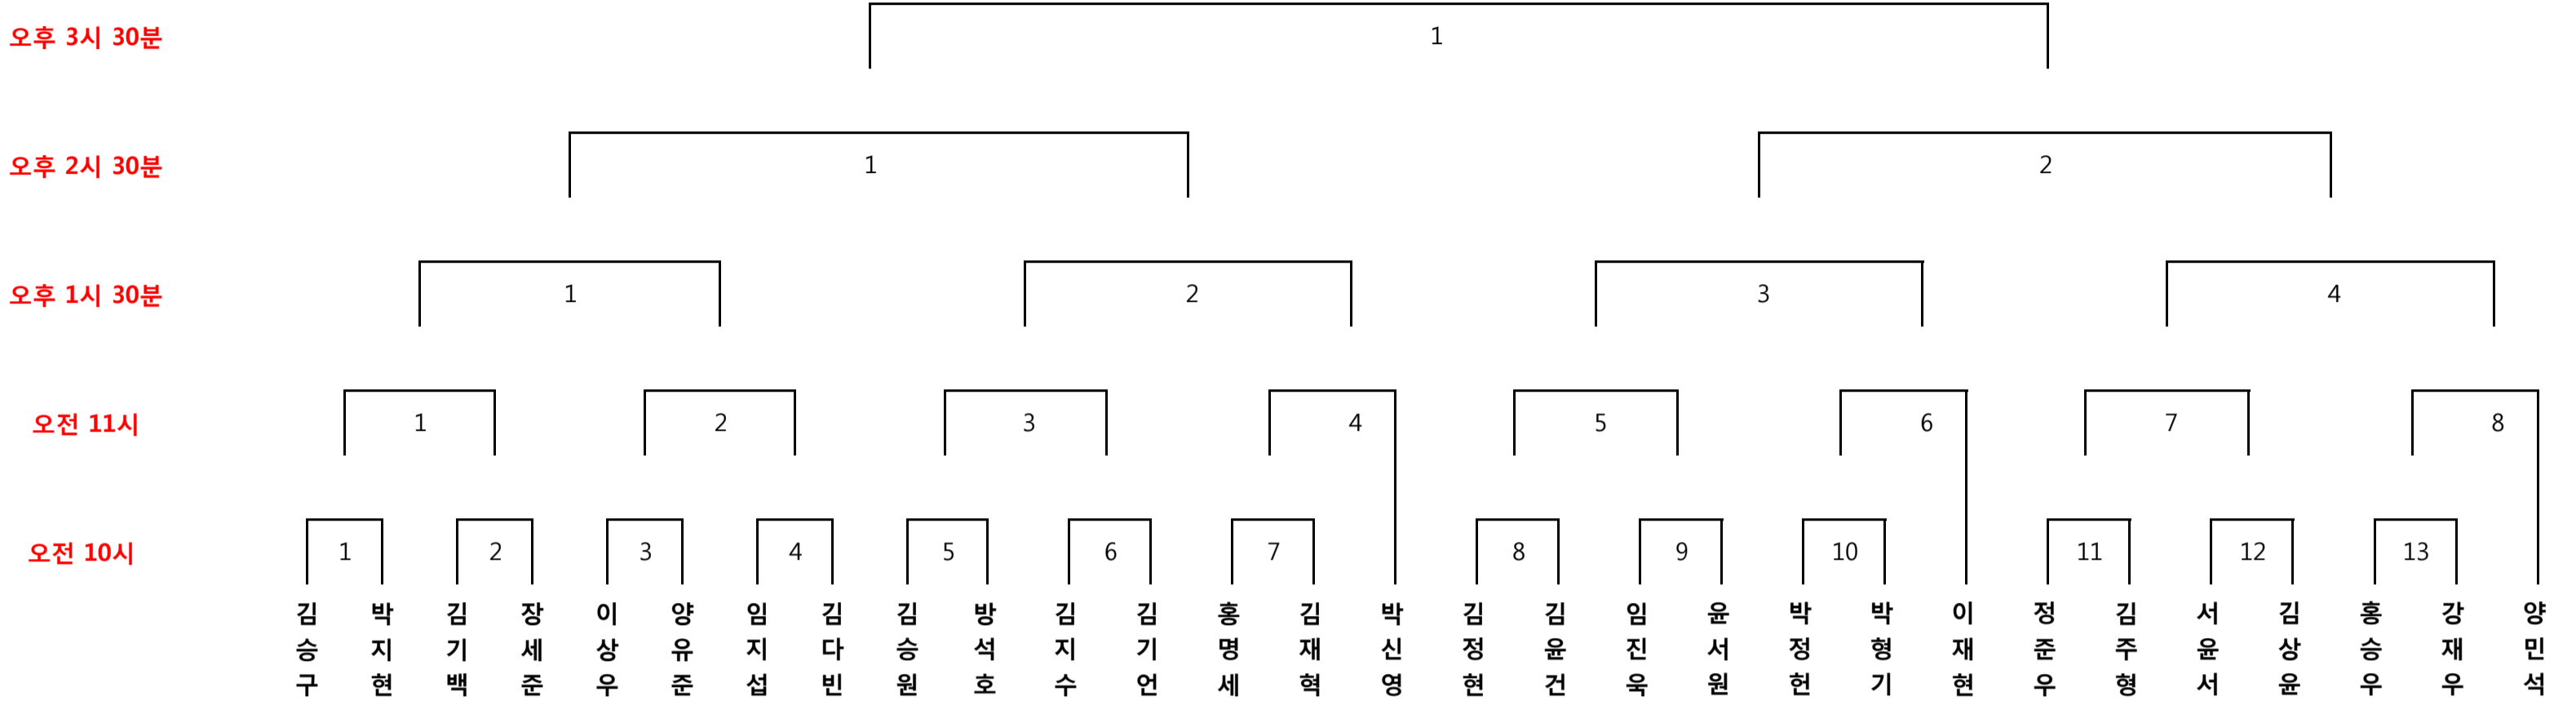 오후 3시 30분 1
오후 2시 30분 1 2
오후 1시 30분 1 2 3 4
오전 11시 1 2 3 4 5 6 7 8
오전 10시 1 2 3 4 5 6 7 8 9 10 11 12 13
김승구
박지현
김기백
장세준
이상우
양유준
임지섭
김다빈
김승원
방석호
김지수
김기언
홍명세
김재혁
박신영
김정현
김윤건
임진욱
윤서원
박정헌
박형기
이재현
정준우
김주형
서윤서
김상윤
홍승우
강재우
양민석